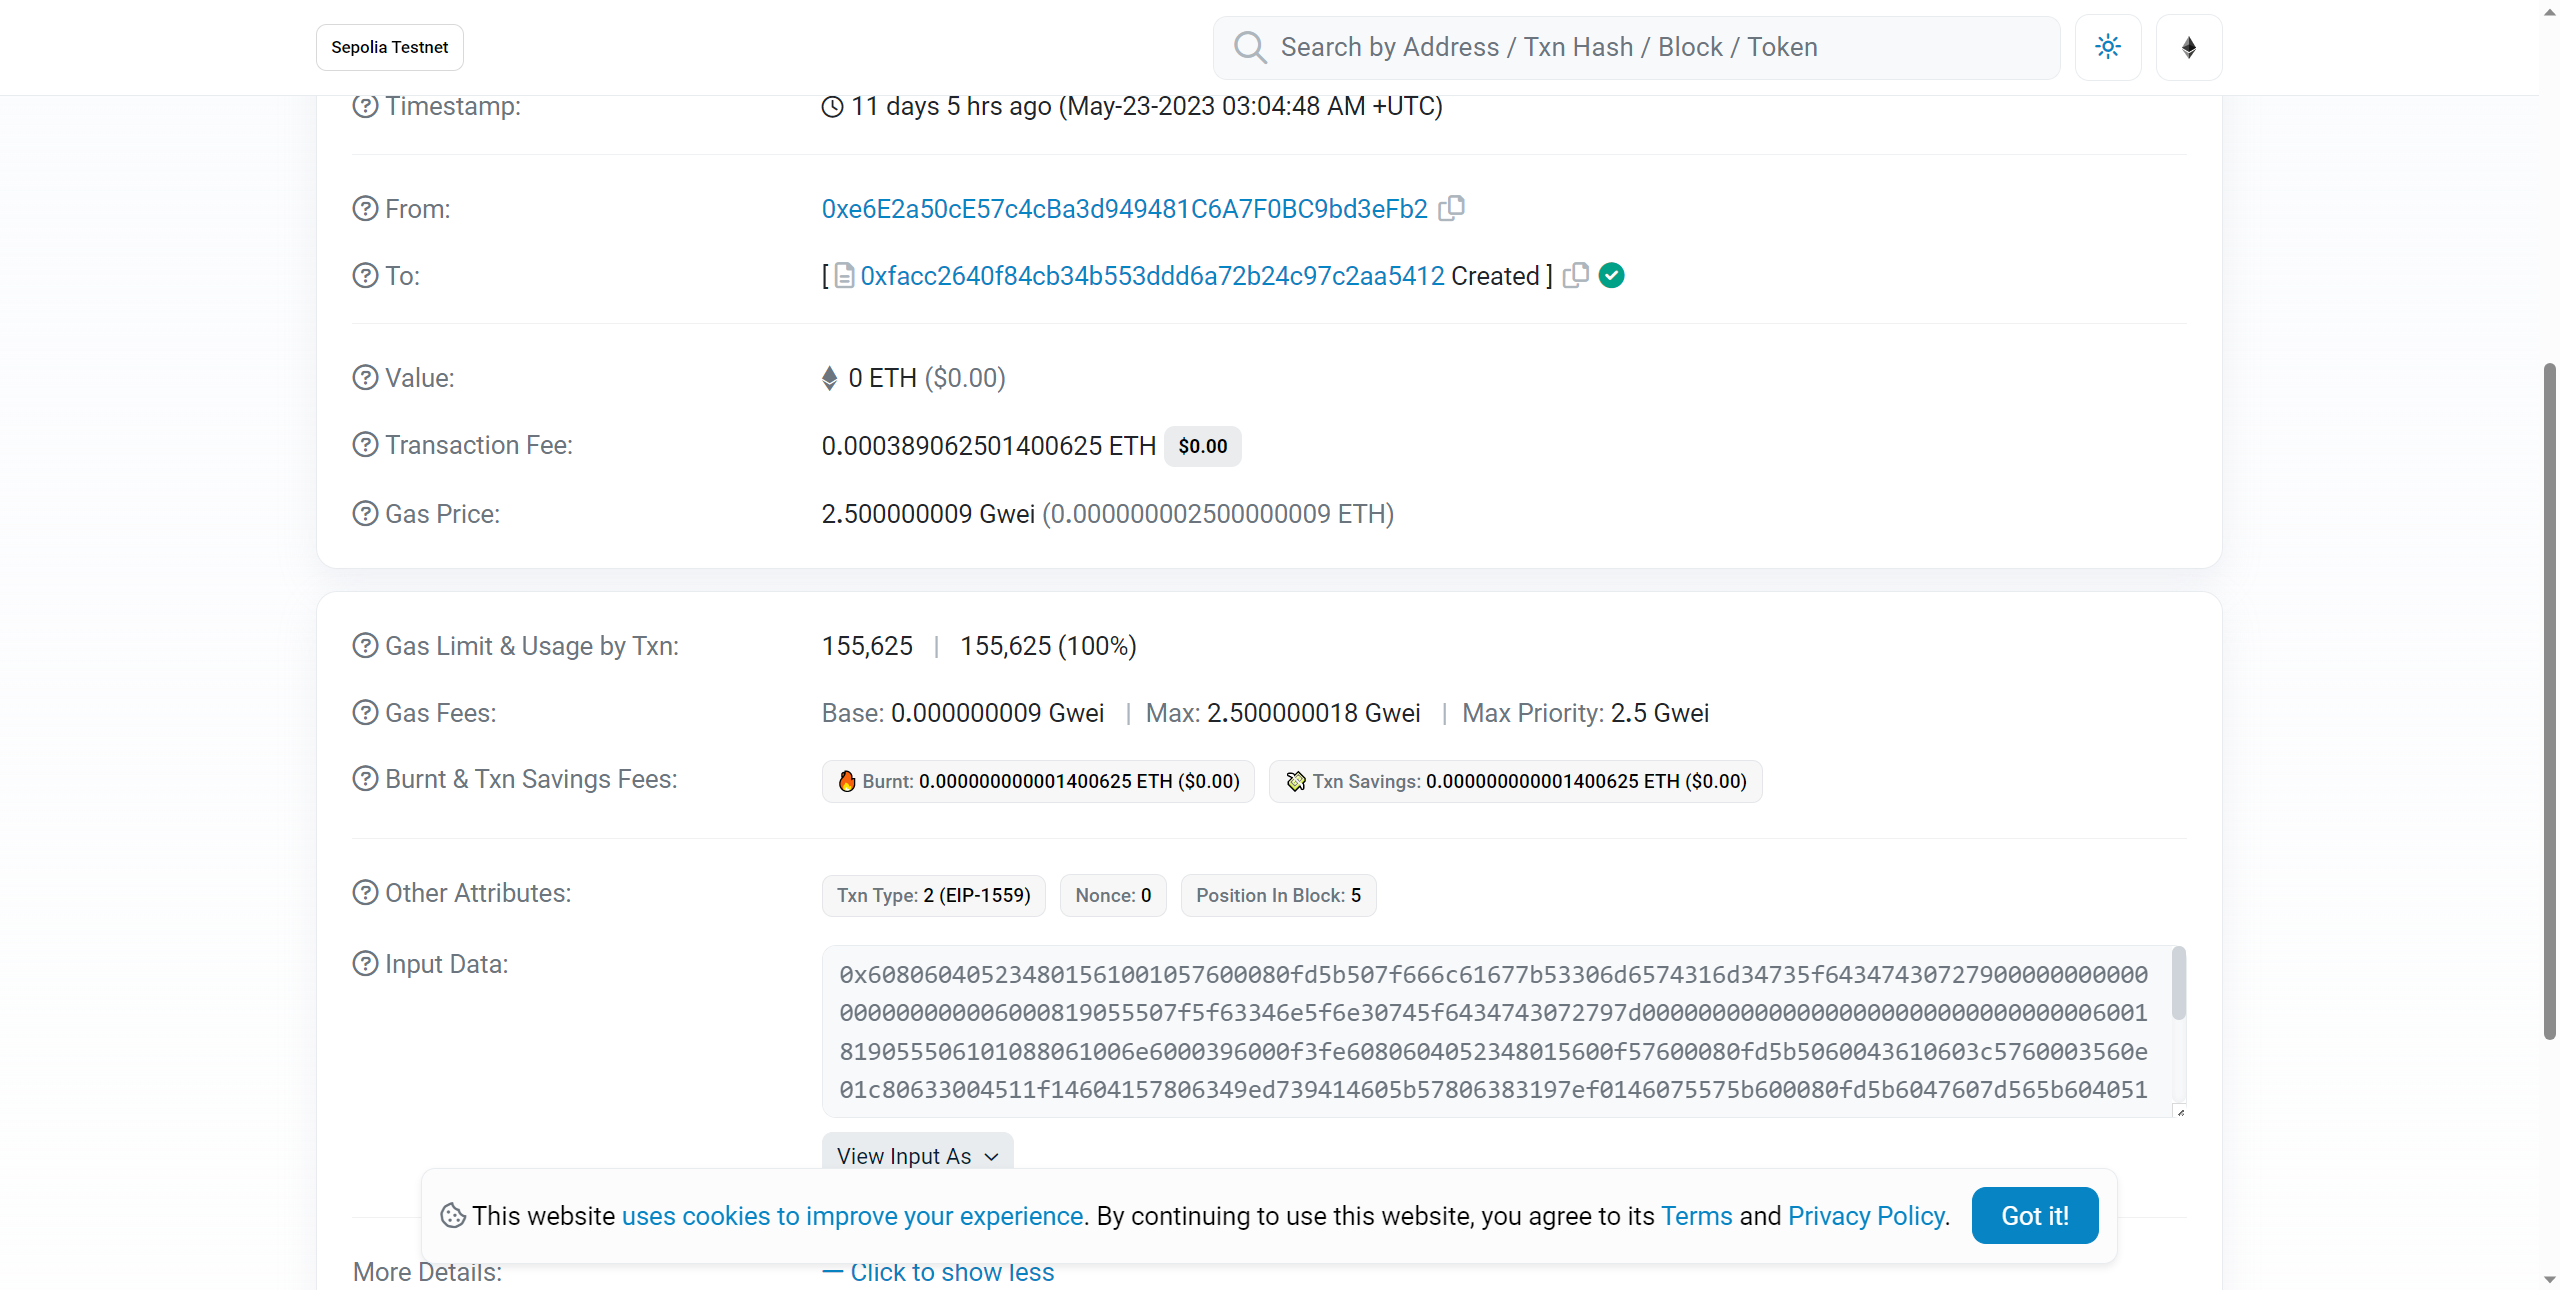 Sepolia Testnet
Search by Address / Txn Hash / Block / Token
Timestamp:
11 days 5 hrs ago (May-23-2023 03:04:48 AM +UTC)
From:
0xe6E2a50cE57c4cBa3d949481C6A7F0BC9bd3eFb2
To:
[ 0xfacc2640f84cb34b553ddd6a72b24c97c2aa5412 Created ]
Value:
0 ETH ($0.00)
Transaction Fee:
0.000389062501400625 ETH $0.00
Gas Price:
2.500000009 Gwei (0.000000002500000009 ETH)
Gas Limit & Usage by Txn:
155,625 | 155,625 (100%)
Gas Fees:
Base: 0.000000009 Gwei | Max: 2.500000018 Gwei | Max Priority: 2.5 Gwei
Burnt & Txn Savings Fees:
Burnt: 0.000000000001400625 ETH ($0.00) Txn Savings: 0.000000000001400625 ETH ($0.00)
Other Attributes:
Txn Type: 2 (EIP-1559) Nonce: 0 Position In Block: 5
Input Data:
0x608060405234801561001057600080fd5b507f666c61677b53306d6574316d34735f64347430727900000000000
000000000006000819055507f5f63346e5f6e30745f6434743072797d000000000000000000000000000000006001
819055506101088061006e6000396000f3fe6080604052348015600f57600080fd5b5060043610603c5760003560e
01c80633004511f14604157806349ed739414605b57806383197ef0146075575b600080fd5b6047607d565b604051
View Input As
This website uses cookies to improve your experience. By continuing to use this website, you agree to its Terms and Privacy Policy.
Got it!
More Details:
— Click to show less